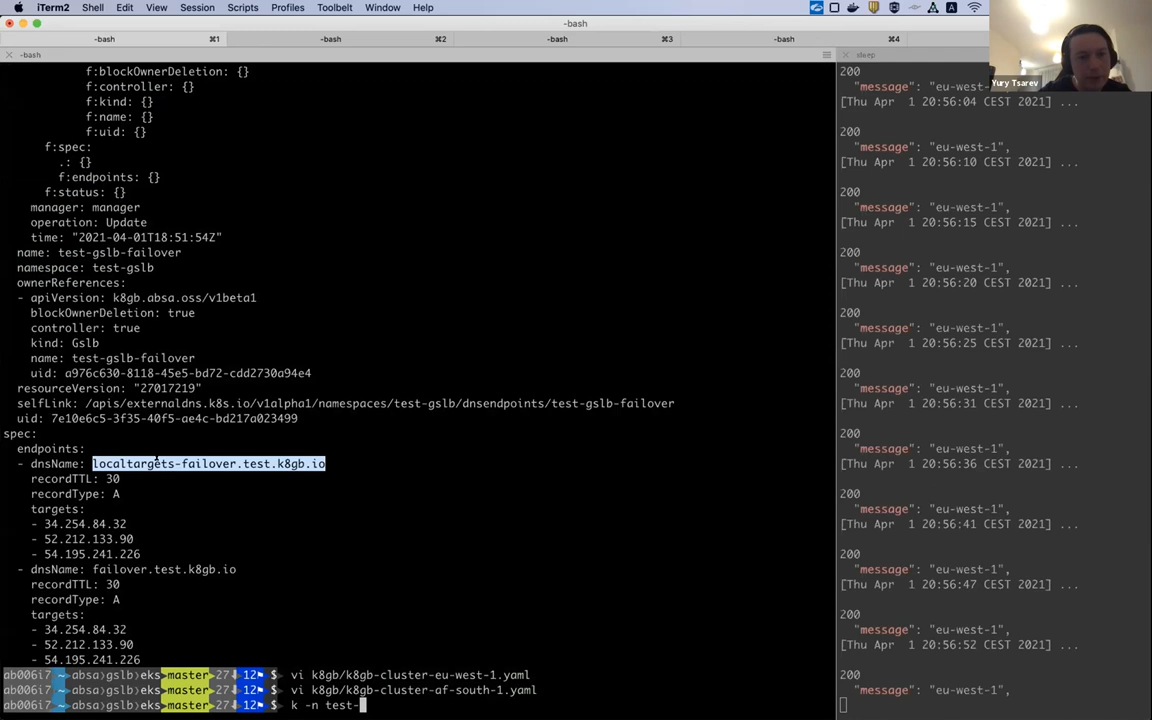 iTerm2 Shell Edit View Session Scripts Profiles Toolbelt Window Help
-bash
-bash ⌘1 -bash ⌘2 -bash ⌘3 -bash ⌘4
-bash
sleep
Yury Tsarev
f:blockOwnerDeletion: {}
f:controller: {}
f:kind: {}
f:name: {}
f:uid: {}
f:spec:
.: {}
f:endpoints: {}
f:status: {}
manager: manager
operation: Update
time: "2021-04-01T18:51:54Z"
name: test-gslb-failover
namespace: test-gslb
ownerReferences:
- apiVersion: k8gb.absa.oss/v1beta1
blockOwnerDeletion: true
controller: true
kind: Gslb
name: test-gslb-failover
uid: a976c630-8118-45e5-bd72-cdd2730a94e4
resourceVersion: "27017219"
selfLink: /apis/externaldns.k8s.io/v1alpha1/namespaces/test-gslb/dnsendpoints/test-gslb-failover
uid: 7e10e6c5-3f35-40f5-ae4c-bd217a023499
spec:
endpoints:
- dnsName: localtargets-failover.test.k8gb.io
recordTTL: 30
recordType: A
targets:
- 34.254.84.32
- 52.212.133.90
- 54.195.241.226
- dnsName: failover.test.k8gb.io
recordTTL: 30
recordType: A
targets:
- 34.254.84.32
- 52.212.133.90
- 54.195.241.226
ab006i7 ~ absa gslb eks master 27 12 $ vi k8gb/k8gb-cluster-eu-west-1.yaml
ab006i7 ~ absa gslb eks master 27 12 $ vi k8gb/k8gb-cluster-af-south-1.yaml
ab006i7 ~ absa gslb eks master 27 12 $ k -n test-
200
"message": "eu-west-
[Thu Apr 1 20:56:04 CEST 2021] ...
200
"message": "eu-west-1",
[Thu Apr 1 20:56:10 CEST 2021] ...
200
"message": "eu-west-1",
[Thu Apr 1 20:56:15 CEST 2021] ...
200
"message": "eu-west-1",
[Thu Apr 1 20:56:20 CEST 2021] ...
200
"message": "eu-west-1",
[Thu Apr 1 20:56:25 CEST 2021] ...
200
"message": "eu-west-1",
[Thu Apr 1 20:56:31 CEST 2021] ...
200
"message": "eu-west-1",
[Thu Apr 1 20:56:36 CEST 2021] ...
200
"message": "eu-west-1",
[Thu Apr 1 20:56:41 CEST 2021] ...
200
"message": "eu-west-1",
[Thu Apr 1 20:56:47 CEST 2021] ...
200
"message": "eu-west-1",
[Thu Apr 1 20:56:52 CEST 2021] ...
200
"message": "eu-west-1",